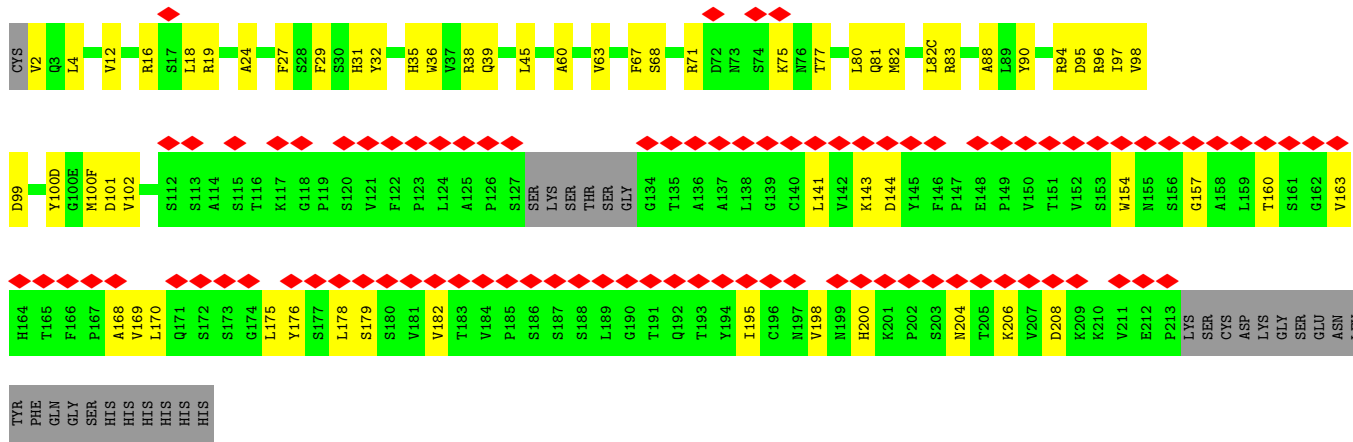 CYS V2 Q3 L4 V12 R16 S17 L18 R19 A24 F27 S28 F29 S30 H31 Y32 H35 W36 V37 R38 Q39 L45 A60 V63 F67 S68 R71 D72 N73 S74 K75 N76 T77 L80 Q81 M82 L82C R83 A88 L89 Y90 R94 D95 R96 I97 V98
D99 Y100D G100E M100F D101 V102 S112 S113 A114 S115 T116 K117 G118 P119 S120 V121 F122 P123 L124 A125 P126 S127 SER LYS SER THR SER GLY G134 T135 A136 A137 L138 G139 C140 L141 V142 K143 D144 Y145 F146 P147 E148 P149 V150 T151 V152 S153 W154 N155 S156 G157 A158 L159 T160 S161 G162 V163
H164 T165 F166 P167 A168 V169 L170 Q171 S172 S173 G174 L175 Y176 S177 L178 S179 S180 V181 V182 T183 V184 P185 S186 S187 S188 L189 G190 T191 Q192 T193 Y194 I195 C196 N197 V198 N199 H200 K201 P202 S203 N204 T205 K206 V207 D208 K209 K210 V211 E212 P213 LYS SER CYS ASP LYS GLY SER GLU ASN
TYR PHE GLN GLY SER HIS HIS HIS HIS HIS HIS